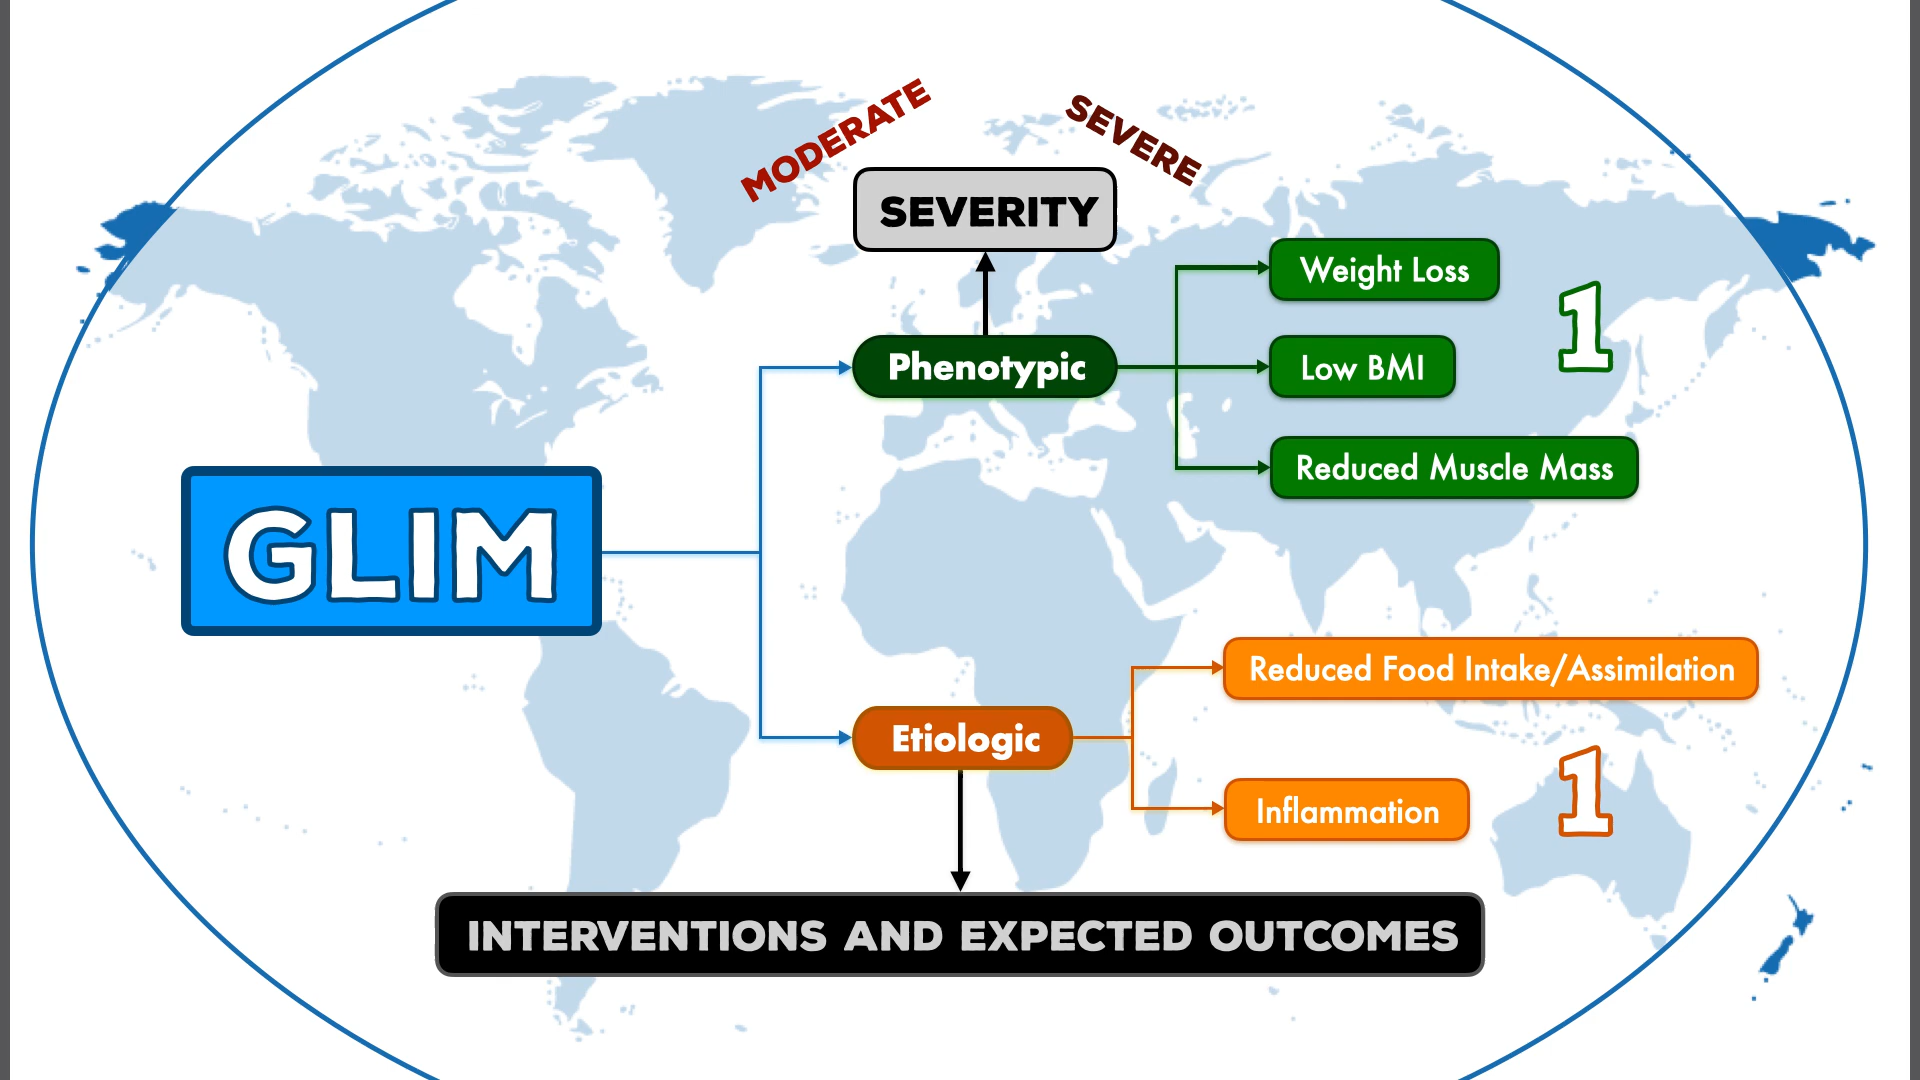 MODERATE
SEVERE
SEVERITY
Weight Loss
1
Phenotypic
Low BMI
Reduced Muscle Mass
GLIM
Reduced Food Intake/Assimilation
Etiologic
1
Inflammation
INTERVENTIONS AND EXPECTED OUTCOMES